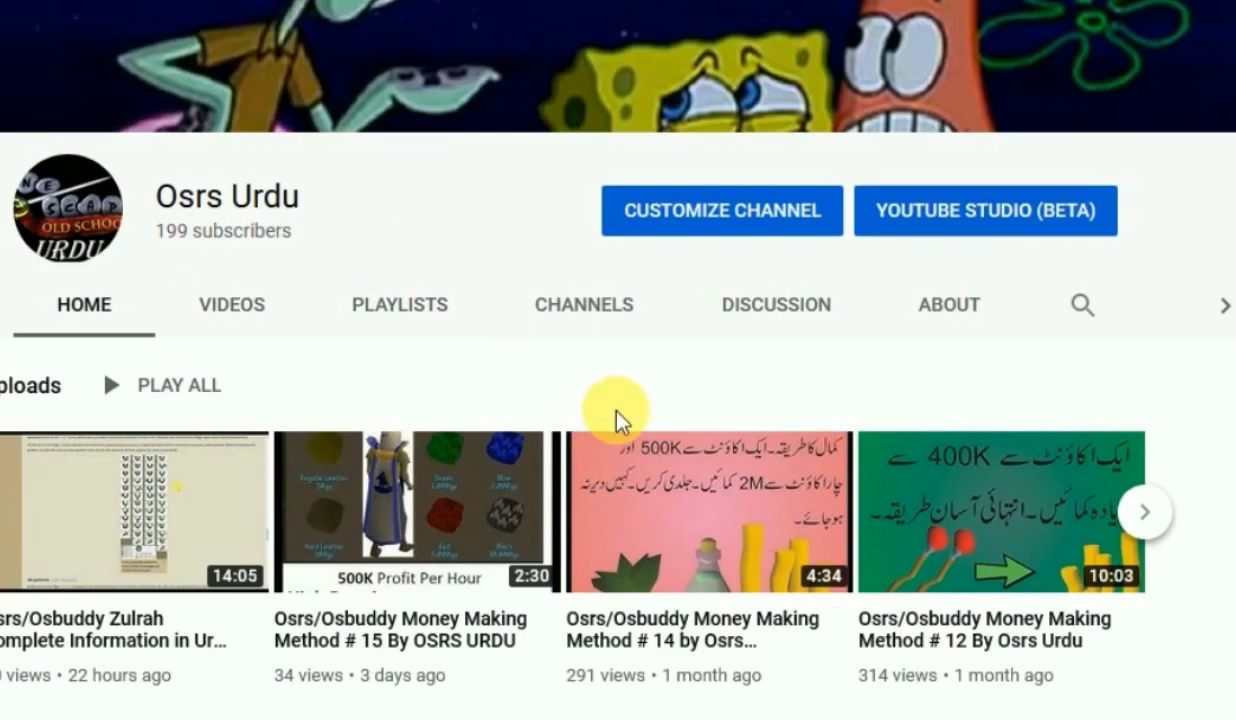 Osrs Urdu
199 subscribers
CUSTOMIZE CHANNEL
YOUTUBE STUDIO (BETA)
OLD SCHOO
URDU
HOME
VIDEOS
PLAYLISTS
CHANNELS
DISCUSSION
ABOUT
ploads
PLAY ALL
14:05
500K Profit Per Hour
2:30
کمال کا طریقہ۔ایک اکاؤنٹ سے 500K اور
چار اکاؤنٹ سے 2M کمائیں۔جلدی کریں۔کہیں دیر نہ
ہو جائے۔
4:34
ایک اکاؤنٹ سے 400K سے
یادہ کمائیں۔انتہائی آسان طریقہ۔
10:03
srs/Osbuddy Zulrah
omplete Information in Ur...
views • 22 hours ago
Osrs/Osbuddy Money Making
Method # 15 By OSRS URDU
34 views • 3 days ago
Osrs/Osbuddy Money Making
Method # 14 by Osrs...
291 views • 1 month ago
Osrs/Osbuddy Money Making
Method # 12 By Osrs Urdu
314 views • 1 month ago